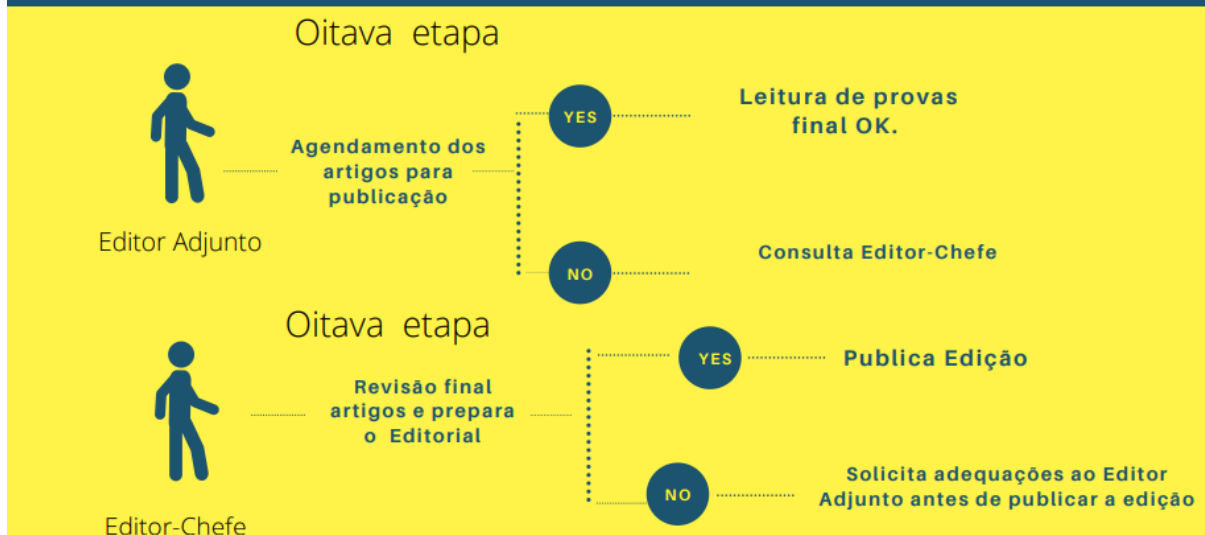 Oitava etapa
Agendamento dos
artigos para
publicação
Editor Adjunto
YES
Leitura de provas
final OK.
NO
Consulta Editor-Chefe
Oitava etapa
Revisão final
artigos e prepara
o Editorial
Editor-Chefe
YES
Publica Edição
NO
Solicita adequações ao Editor
Adjunto antes de publicar a edição